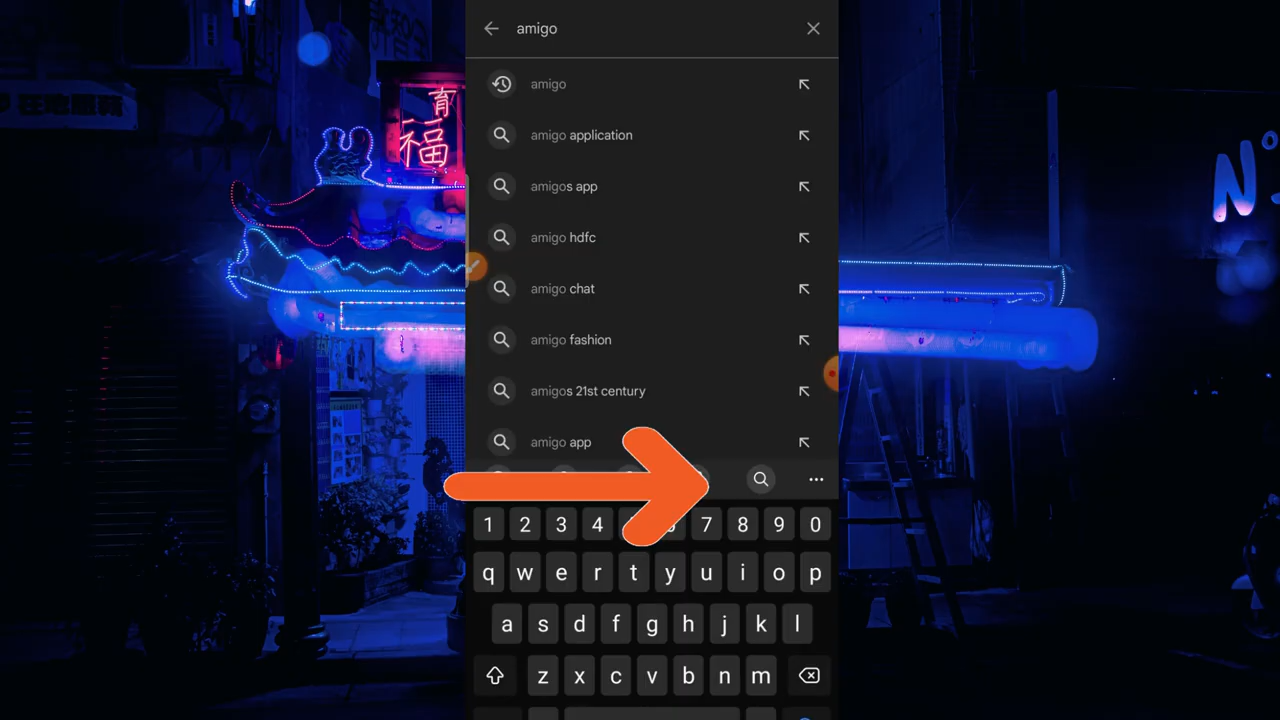 amigo
amigo
amigo application
amigos app
amigo hdfc
amigo chat
amigo fashion
amigos 21st century
amigo app
1 2 3 4 7 8 9 0
q w e r t y u i o p
a s d f g h j k l
z x c v b n m
育
福
N